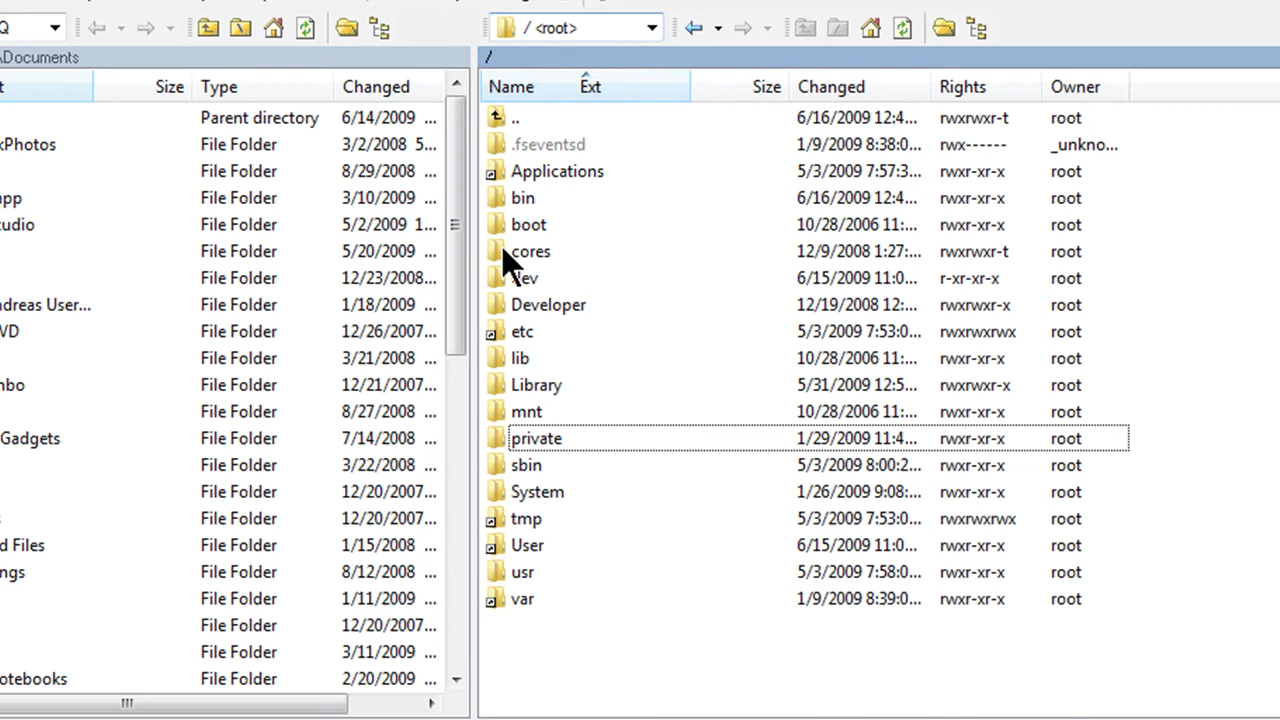 Q / <root>
\Documents /
t Size Type Changed
Name Ext Size Changed Rights Owner
Parent directory 6/14/2009 ...
xPhotos File Folder 3/2/2008 5...
File Folder 8/29/2008 ...
app File Folder 3/10/2009 ...
tudio File Folder 5/2/2009 1...
File Folder 5/20/2009 ...
File Folder 12/23/2008...
ndreas User... File Folder 1/18/2009 ...
VD File Folder 12/26/2007...
File Folder 3/21/2008 ...
nbo File Folder 12/21/2007...
File Folder 8/27/2008 ...
Gadgets File Folder 7/14/2008 ...
File Folder 3/22/2008 ...
File Folder 12/20/2007...
s File Folder 12/20/2007...
d Files File Folder 1/15/2008 ...
ngs File Folder 8/12/2008 ...
File Folder 1/11/2009 ...
File Folder 12/20/2007...
File Folder 3/11/2009 ...
otebooks File Folder 2/20/2009 ...
.. 6/16/2009 12:4... rwxrwxr-t root
.fseventsd 1/9/2009 8:38:0... rwx------ _unkno...
Applications 5/3/2009 7:57:3... rwxr-xr-x root
bin 6/16/2009 12:4... rwxr-xr-x root
boot 10/28/2006 11:... rwxr-xr-x root
cores 12/9/2008 1:27:... rwxrwxr-t root
dev 6/15/2009 11:0... r-xr-xr-x root
Developer 12/19/2008 12:... rwxrwxr-x root
etc 5/3/2009 7:53:0... rwxrwxrwx root
lib 10/28/2006 11:... rwxr-xr-x root
Library 5/31/2009 12:5... rwxrwxr-x root
mnt 10/28/2006 11:... rwxr-xr-x root
private 1/29/2009 11:4... rwxr-xr-x root
sbin 5/3/2009 8:00:2... rwxr-xr-x root
System 1/26/2009 9:08:... rwxr-xr-x root
tmp 5/3/2009 7:53:0... rwxrwxrwx root
User 6/15/2009 11:0... rwxr-xr-x root
usr 5/3/2009 7:58:0... rwxr-xr-x root
var 1/9/2009 8:39:0... rwxr-xr-x root